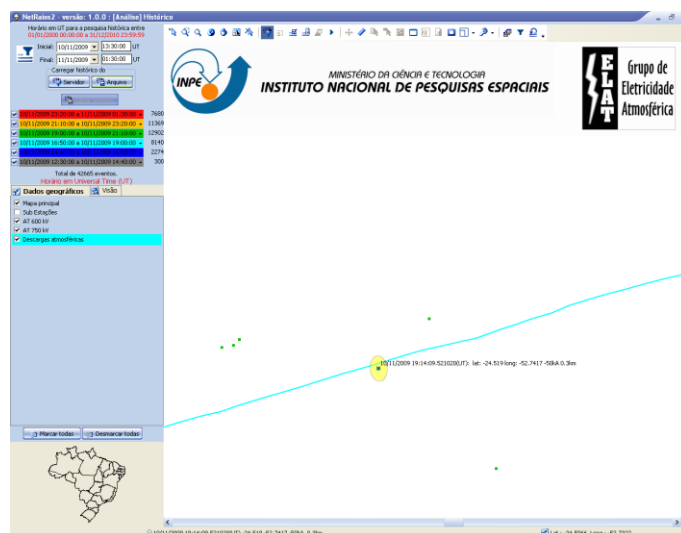 NetRaios2 - versão: 1.0.0 : [Análise] Histórico
Horário em UT para a pesquisa histórica entre
01/01/2000 00:00:00 a 31/12/2010 23:59:59
Inicial: 10/11/2009 13:30:00 UT
Final: 11/11/2009 01:30:00 UT
Carregar histórico do
Servidor Arquivo
10/11/2009 23:20:00 a 11/11/2009 01:30:00 7680
10/11/2009 21:10:00 a 10/11/2009 23:20:00 11369
10/11/2009 19:00:00 a 10/11/2009 21:10:00 12902
10/11/2009 16:50:00 a 10/11/2009 19:00:00 8140
2274
10/11/2009 12:30:00 a 10/11/2009 14:40:00 300
Total de 42665 eventos.
Horário em Universal Time (UT)
Dados geográficos Visão
Mapa principal
Sub Estações
AT 600 kV
AT 750 kV
Descargas atmosféricas
Marcar todas Desmarcar todas
INPE
MINISTÉRIO DA CIÊNCIA E TECNOLOGIA
INSTITUTO NACIONAL DE PESQUISAS ESPACIAIS
ELAT
Grupo de
Eletricidade
Atmosférica
10/11/2009 19:14:09.521020(UT): lat: -24.519 long: -52.7417 -50kA 0.3km